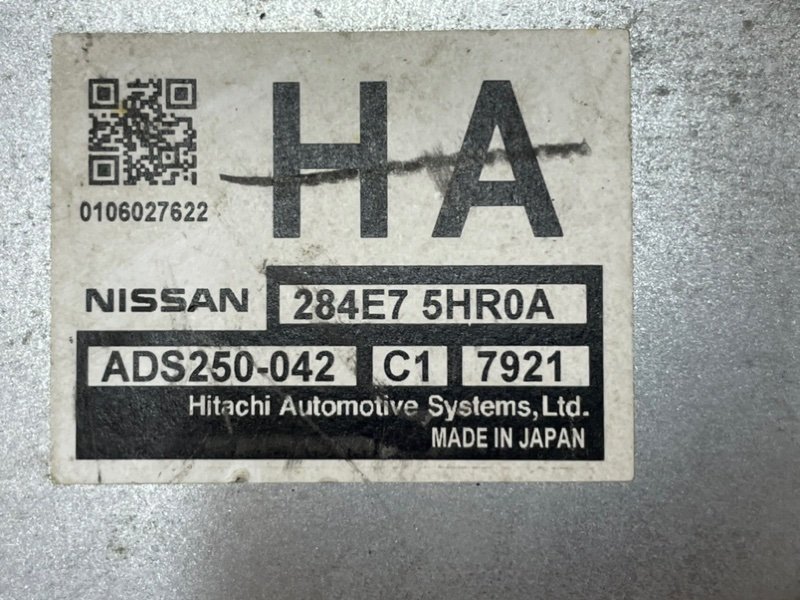 HA
0106027622
NISSAN 284E7 5HR0A
ADS250-042 C1 7921
Hitachi Automotive Systems,Ltd.
MADE IN JAPAN